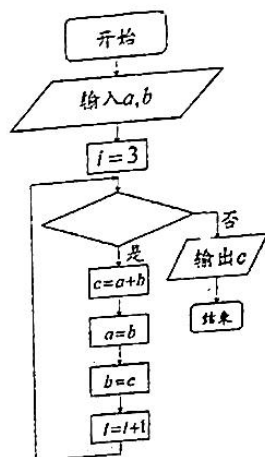 开始
输入a,b
i=3
否
是
输出c
c=a+b
结束
a=b
b=c
i=i+1